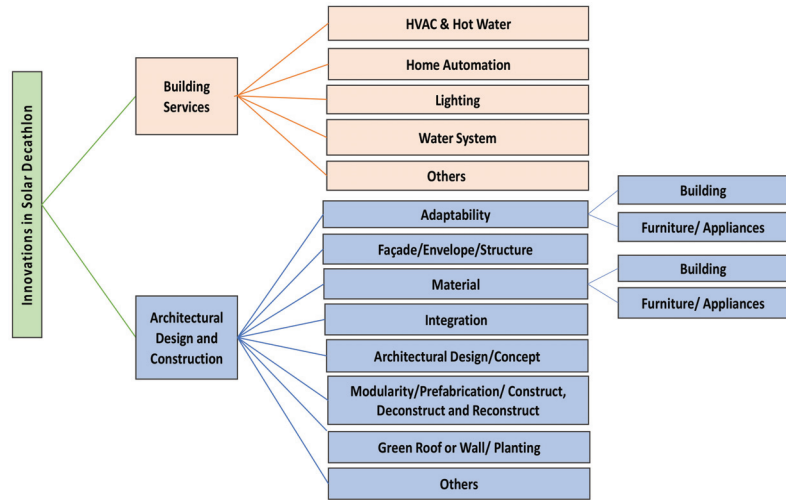 Innovations in Solar Decathlon
Building
Services
HVAC & Hot Water
Home Automation
Lighting
Water System
Others
Architectural
Design and
Construction
Adaptability
Building
Furniture/ Appliances
Façade/Envelope/Structure
Material
Building
Furniture/ Appliances
Integration
Architectural Design/Concept
Modularity/Prefabrication/ Construct,
Deconstruct and Reconstruct
Green Roof or Wall/ Planting
Others